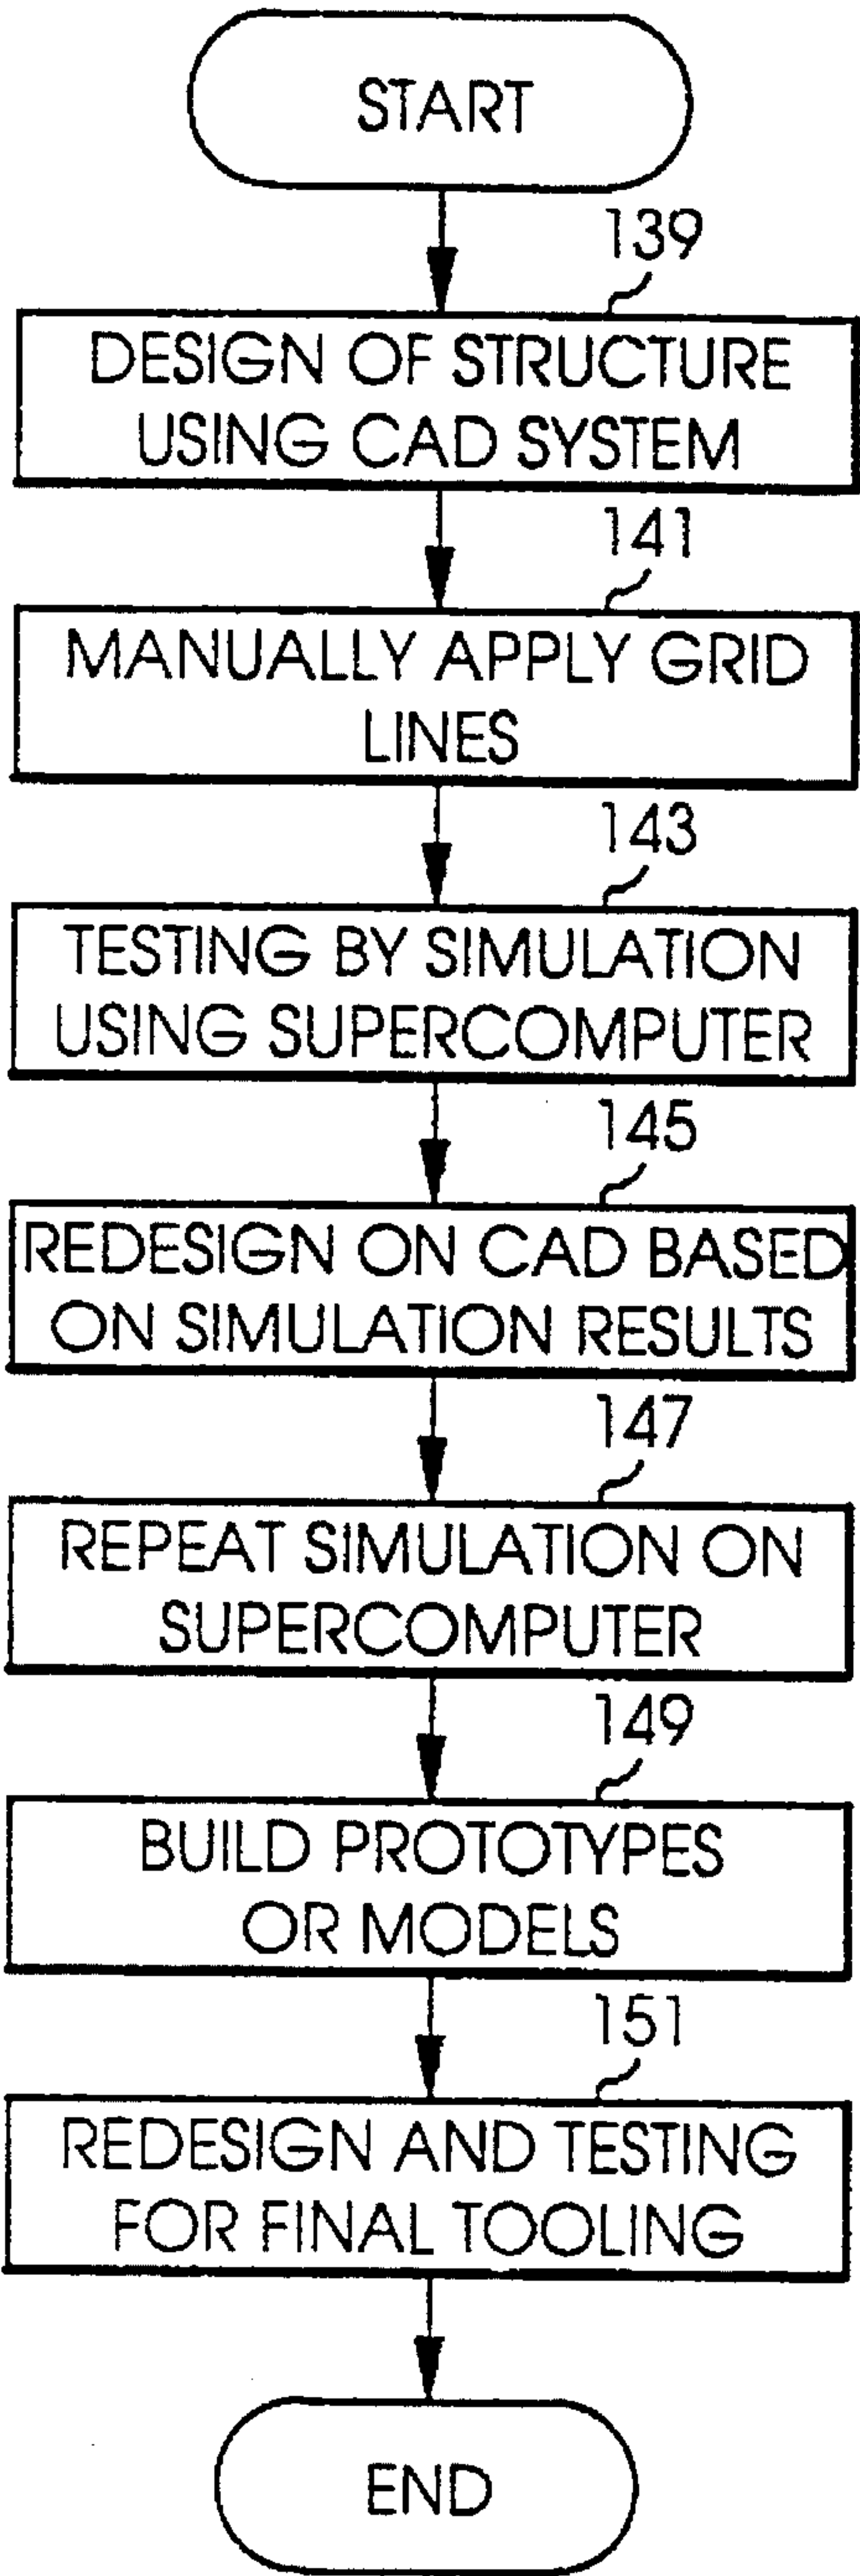 START
139
DESIGN OF STRUCTURE
USING CAD SYSTEM
141
MANUALLY APPLY GRID
LINES
143
TESTING BY SIMULATION
USING SUPERCOMPUTER
145
REDESIGN ON CAD BASED
ON SIMULATION RESULTS
147
REPEAT SIMULATION ON
SUPERCOMPUTER
149
BUILD PROTOTYPES
OR MODELS
151
REDESIGN AND TESTING
FOR FINAL TOOLING
END